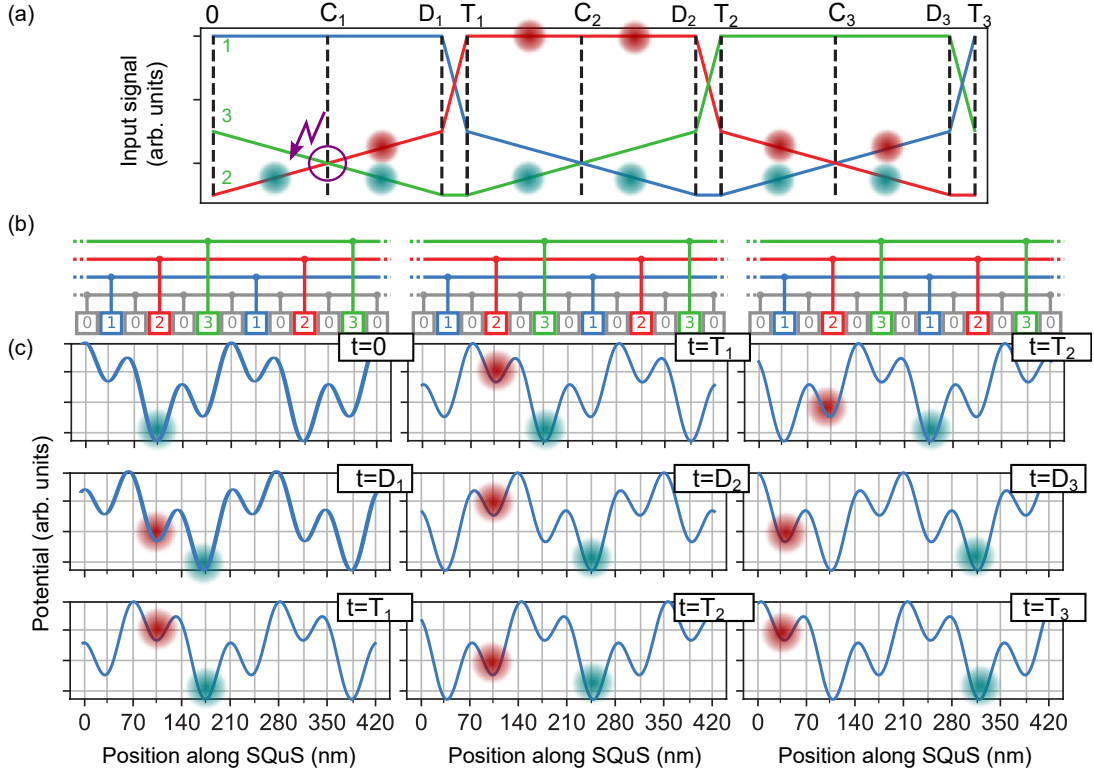 (a)
0 C₁ D₁ T₁ C₂ D₂ T₂ C₃ D₃ T₃
Input signal
(arb. units)
1
3
2
(b)
0 1 0 2 0 3 0 1 0 2 0 3 0
0 1 0 2 0 3 0 1 0 2 0 3 0
0 1 0 2 0 3 0 1 0 2 0 3 0
(c)
t=0
t=T₁
t=T₂
t=D₁
t=D₂
t=D₃
t=T₁
t=T₂
t=T₃
Potential (arb. units)
0 70 140 210 280 350 420
0 70 140 210 280 350 420
0 70 140 210 280 350 420
Position along SQuS (nm)
Position along SQuS (nm)
Position along SQuS (nm)